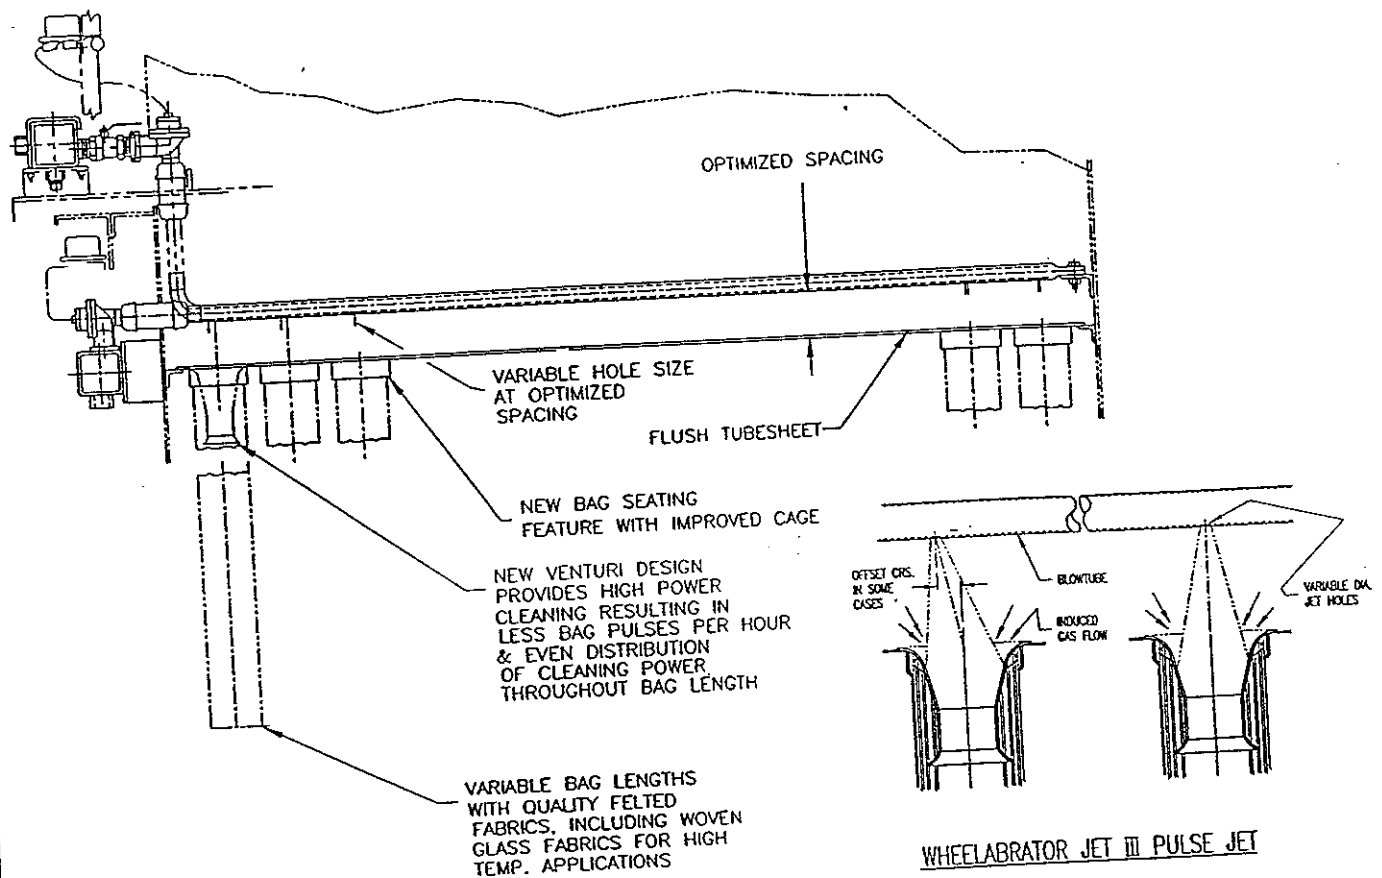 OPTIMIZED SPACING
VARIABLE HOLE SIZE
AT OPTIMIZED
SPACING
FLUSH TUBESHEET
NEW BAG SEATING
FEATURE WITH IMPROVED CAGE
NEW VENTURI DESIGN
PROVIDES HIGH POWER
CLEANING RESULTING IN
LESS BAG PULSES PER HOUR
& EVEN DISTRIBUTION
OF CLEANING POWER
THROUGHOUT BAG LENGTH
VARIABLE BAG LENGTHS
WITH QUALITY FELTED
FABRICS, INCLUDING WOVEN
GLASS FABRICS FOR HIGH
TEMP. APPLICATIONS
OFFSET CRS.
IN SOME
CASES
BLOWTUBE
INDUCED
GAS FLOW
VARIABLE DIA.
JET HOLES
WHEELABRATOR JET III PULSE JET